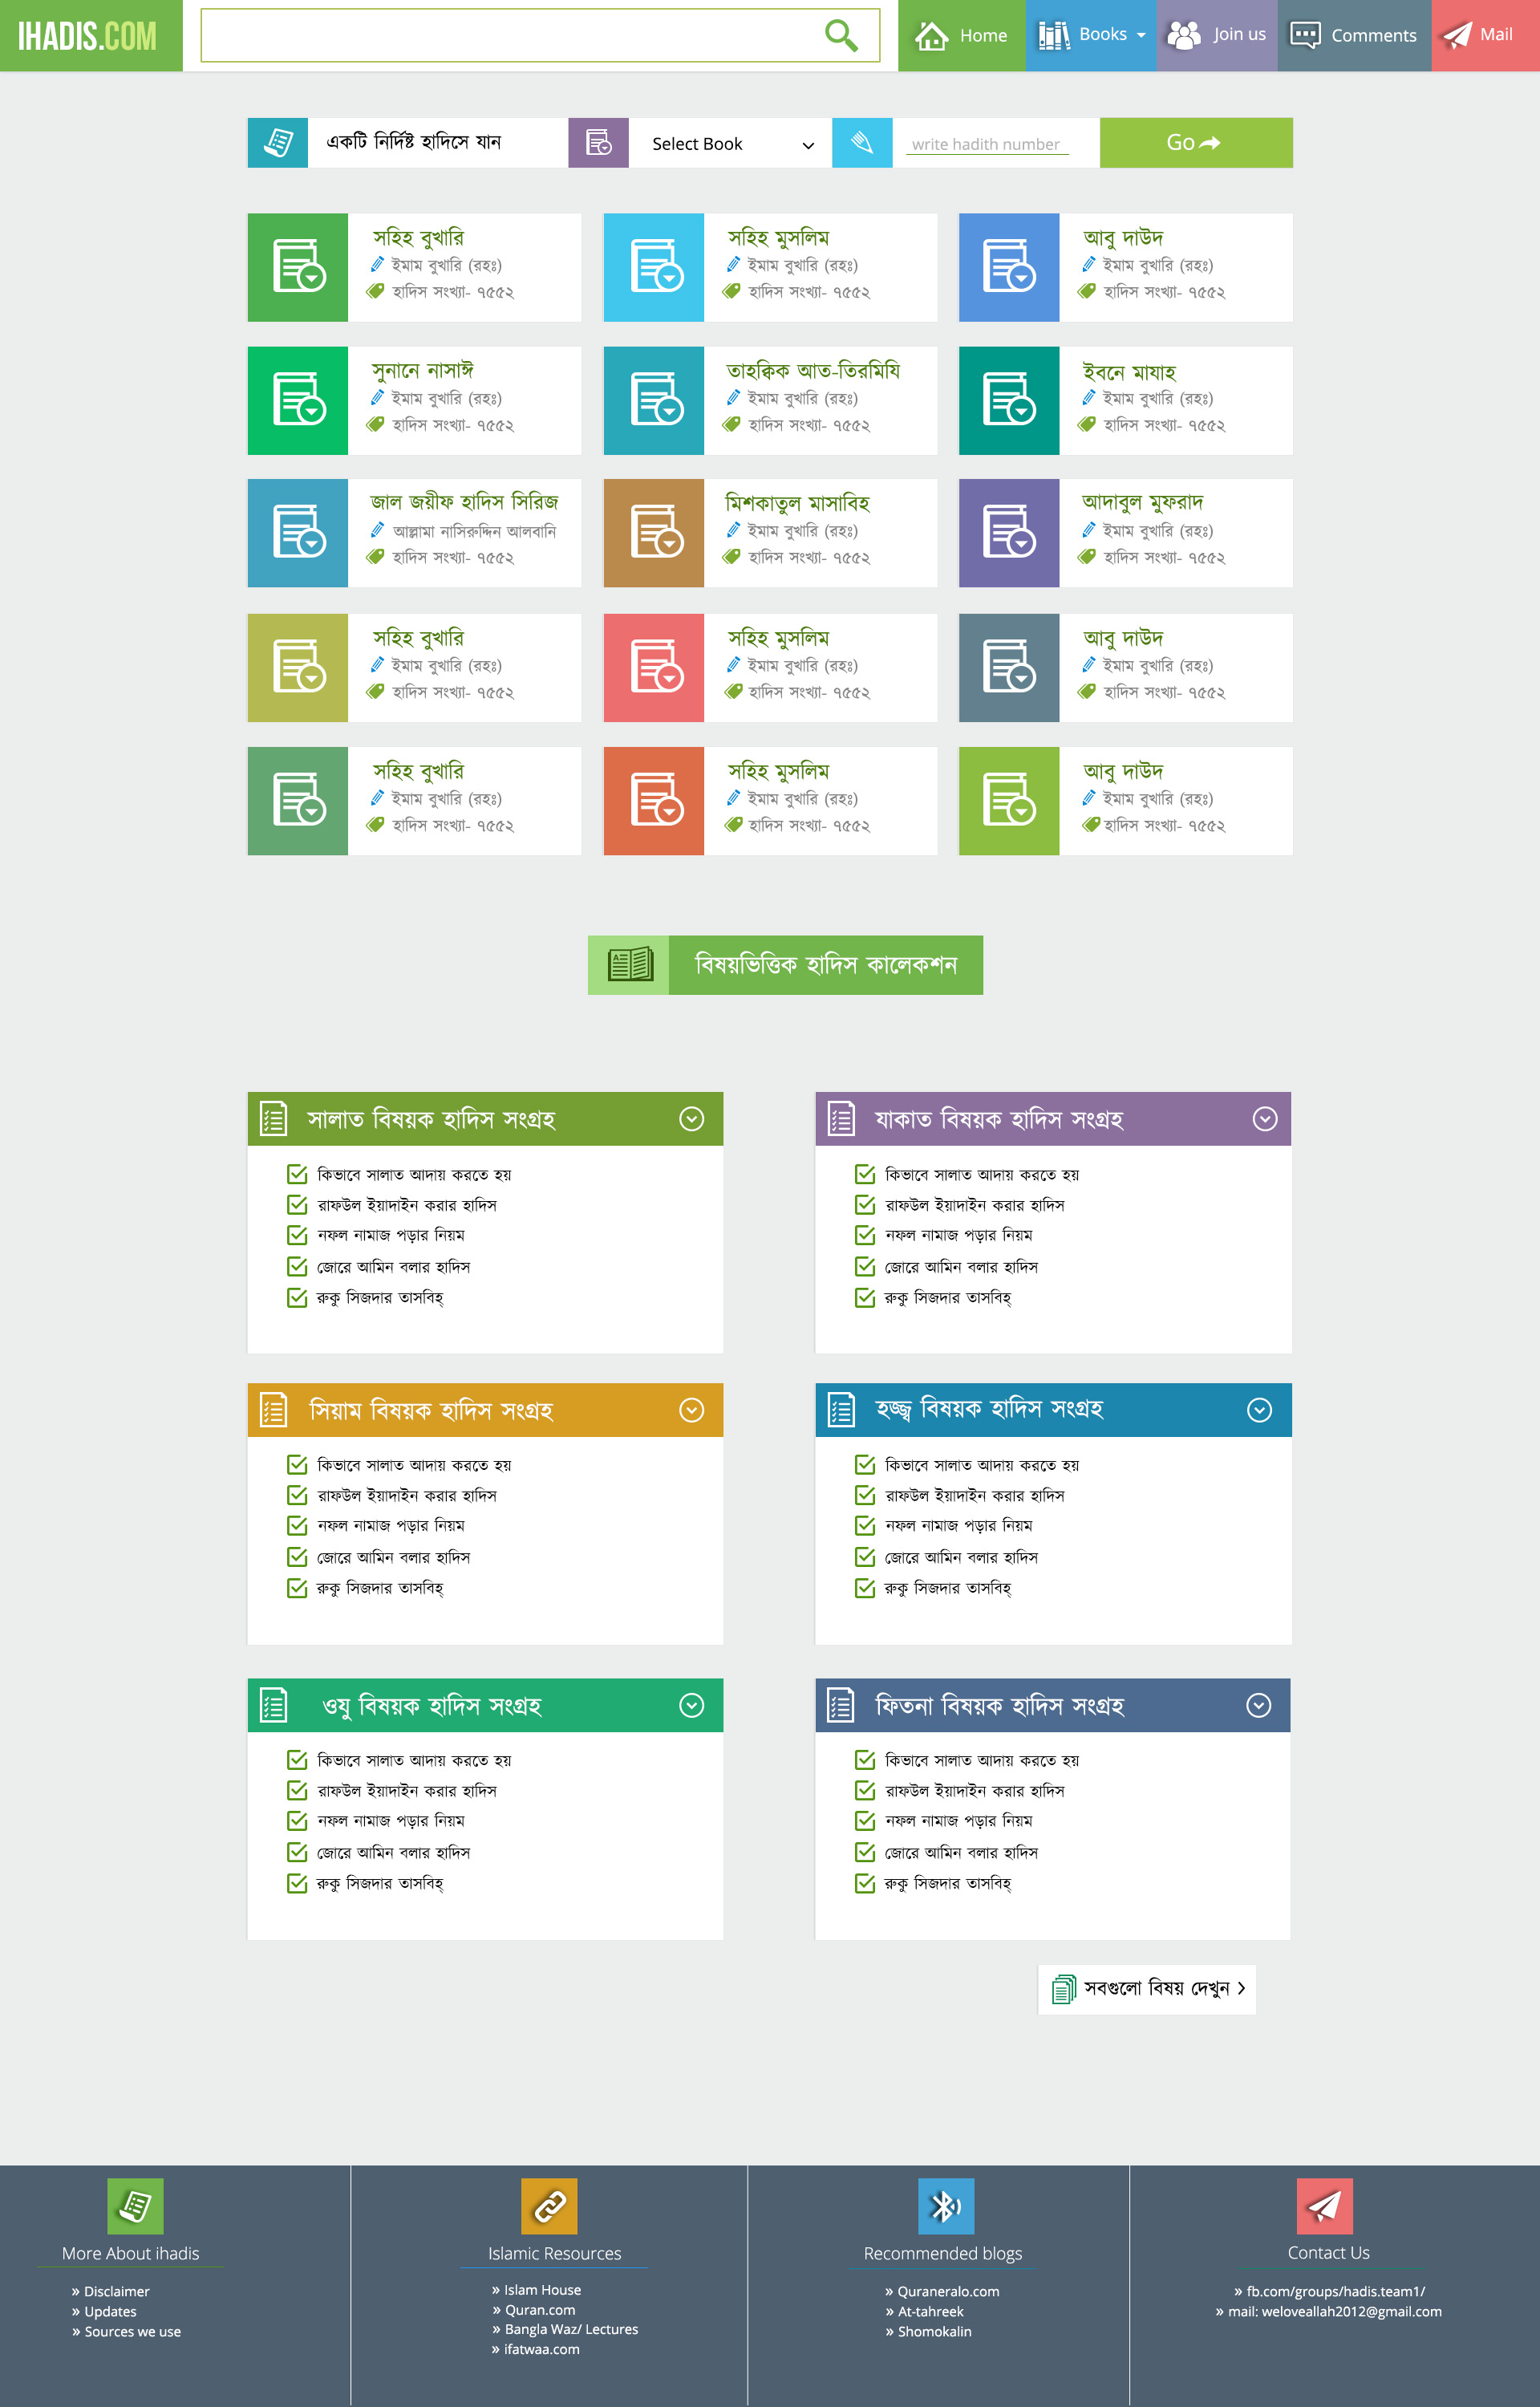 IHADIS.COM
Home
Books
Join us
Comments
Mail
একটি নির্দিষ্ট হাদিসে যান
Select Book
write hadith number
Go
সহিহ বুখারি
ইমাম বুখারি (রহঃ)
হাদিস সংখ্যা- ৭৫৫২
সহিহ মুসলিম
ইমাম বুখারি (রহঃ)
হাদিস সংখ্যা- ৭৫৫২
আবু দাউদ
ইমাম বুখারি (রহঃ)
হাদিস সংখ্যা- ৭৫৫২
সুনানে নাসাঈ
ইমাম বুখারি (রহঃ)
হাদিস সংখ্যা- ৭৫৫২
তাহক্বিক আত-তিরমিযি
ইমাম বুখারি (রহঃ)
হাদিস সংখ্যা- ৭৫৫২
ইবনে মাযাহ
ইমাম বুখারি (রহঃ)
হাদিস সংখ্যা- ৭৫৫২
জাল জয়ীফ হাদিস সিরিজ
আল্লামা নাসিরুদ্দিন আলবানি
হাদিস সংখ্যা- ৭৫৫২
মিশকাতুল মাসাবিহ
ইমাম বুখারি (রহঃ)
হাদিস সংখ্যা- ৭৫৫২
আদাবুল মুফরাদ
ইমাম বুখারি (রহঃ)
হাদিস সংখ্যা- ৭৫৫২
সহিহ বুখারি
ইমাম বুখারি (রহঃ)
হাদিস সংখ্যা- ৭৫৫২
সহিহ মুসলিম
ইমাম বুখারি (রহঃ)
হাদিস সংখ্যা- ৭৫৫২
আবু দাউদ
ইমাম বুখারি (রহঃ)
হাদিস সংখ্যা- ৭৫৫২
সহিহ বুখারি
ইমাম বুখারি (রহঃ)
হাদিস সংখ্যা- ৭৫৫২
সহিহ মুসলিম
ইমাম বুখারি (রহঃ)
হাদিস সংখ্যা- ৭৫৫২
আবু দাউদ
ইমাম বুখারি (রহঃ)
হাদিস সংখ্যা- ৭৫৫২
বিষয়ভিত্তিক হাদিস কালেকশন
সালাত বিষয়ক হাদিস সংগ্রহ
কিভাবে সালাত আদায় করতে হয়
রাফউল ইয়াদাইন করার হাদিস
নফল নামাজ পড়ার নিয়ম
জোরে আমিন বলার হাদিস
রুকু সিজদার তাসবিহ্
যাকাত বিষয়ক হাদিস সংগ্রহ
কিভাবে সালাত আদায় করতে হয়
রাফউল ইয়াদাইন করার হাদিস
নফল নামাজ পড়ার নিয়ম
জোরে আমিন বলার হাদিস
রুকু সিজদার তাসবিহ্
সিয়াম বিষয়ক হাদিস সংগ্রহ
কিভাবে সালাত আদায় করতে হয়
রাফউল ইয়াদাইন করার হাদিস
নফল নামাজ পড়ার নিয়ম
জোরে আমিন বলার হাদিস
রুকু সিজদার তাসবিহ্
হজ্জ্ব বিষয়ক হাদিস সংগ্রহ
কিভাবে সালাত আদায় করতে হয়
রাফউল ইয়াদাইন করার হাদিস
নফল নামাজ পড়ার নিয়ম
জোরে আমিন বলার হাদিস
রুকু সিজদার তাসবিহ্
ওযু বিষয়ক হাদিস সংগ্রহ
কিভাবে সালাত আদায় করতে হয়
রাফউল ইয়াদাইন করার হাদিস
নফল নামাজ পড়ার নিয়ম
জোরে আমিন বলার হাদিস
রুকু সিজদার তাসবিহ্
ফিতনা বিষয়ক হাদিস সংগ্রহ
কিভাবে সালাত আদায় করতে হয়
রাফউল ইয়াদাইন করার হাদিস
নফল নামাজ পড়ার নিয়ম
জোরে আমিন বলার হাদিস
রুকু সিজদার তাসবিহ্
সবগুলো বিষয় দেখুন >
More About ihadis
» Disclaimer
» Updates
» Sources we use
Islamic Resources
» Islam House
» Quran.com
» Bangla Waz/ Lectures
» ifatwaa.com
Recommended blogs
» Quraneralo.com
» At-tahreek
» Shomokalin
Contact Us
» fb.com/groups/hadis.team1/
» mail: weloveallah2012@gmail.com